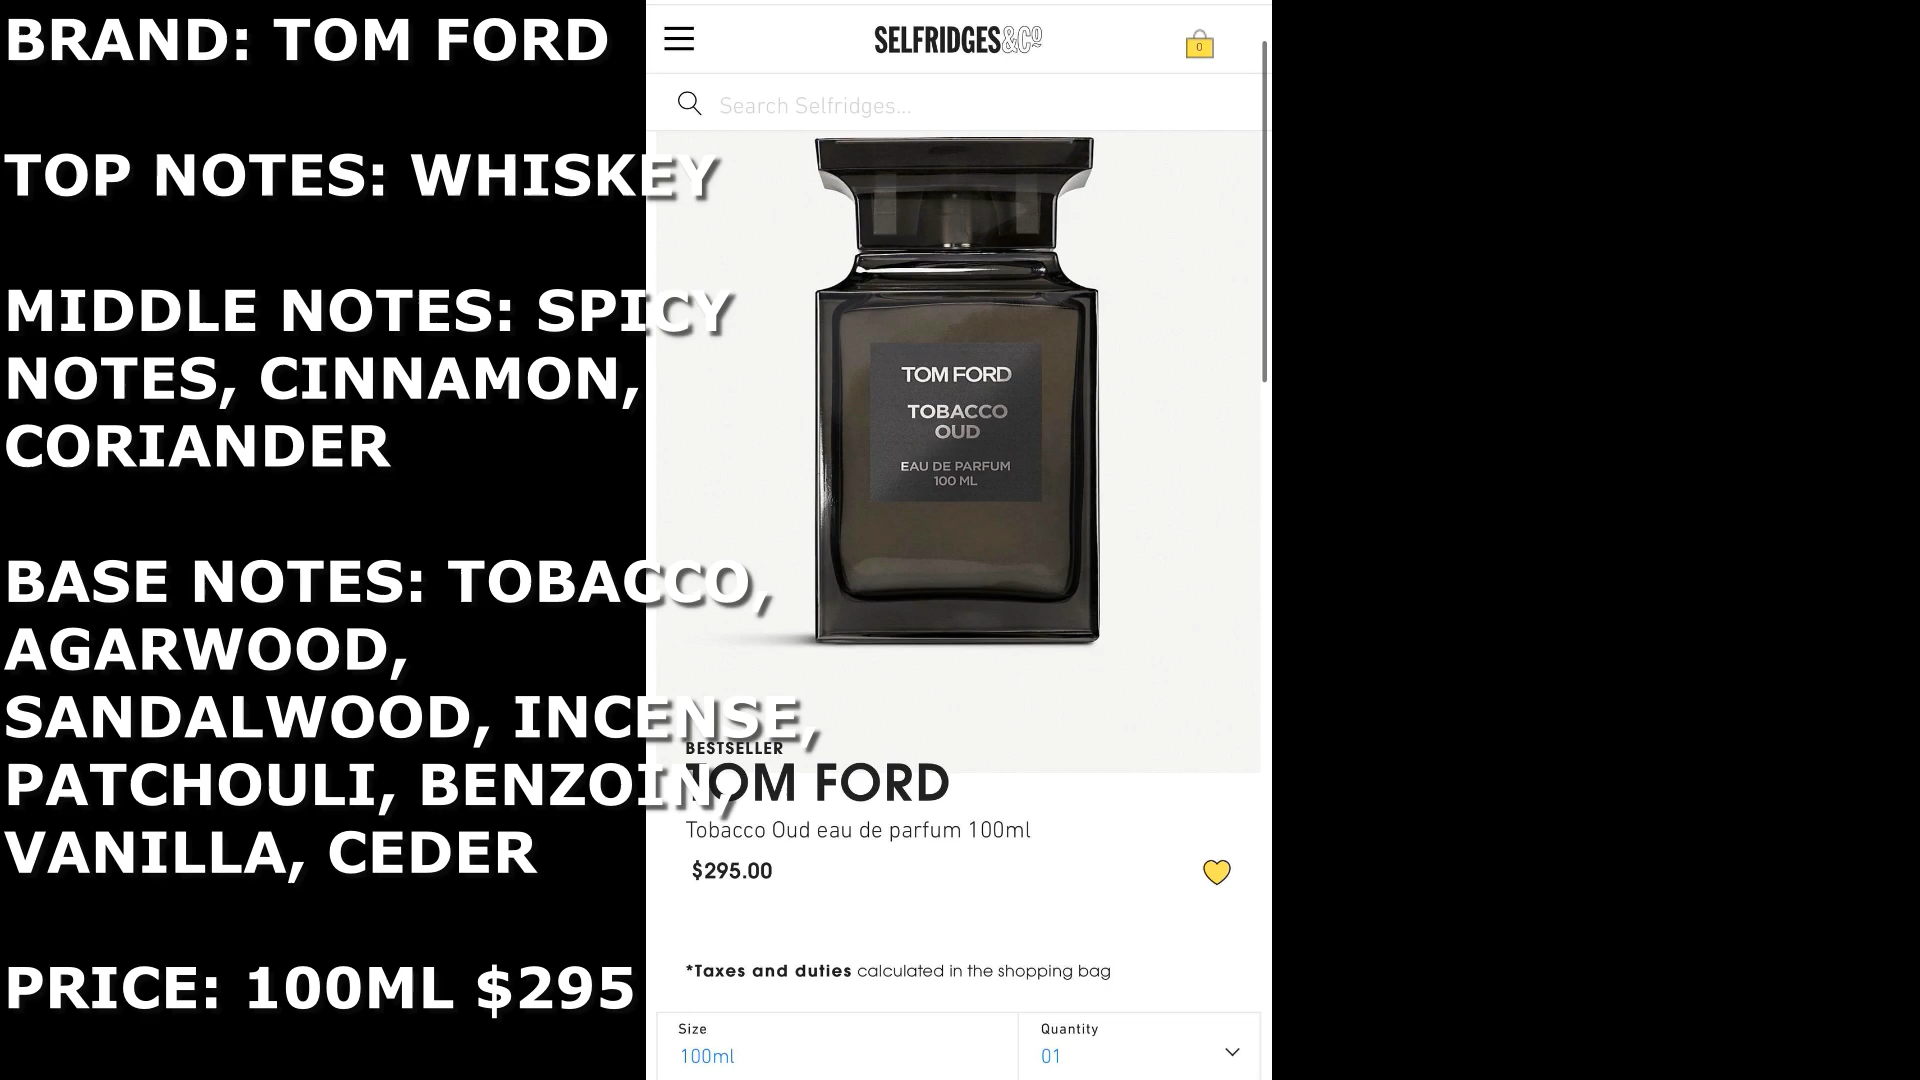 BRAND: TOM FORD
TOP NOTES: WHISKEY
MIDDLE NOTES: SPICY
NOTES, CINNAMON,
CORIANDER
BASE NOTES: TOBACCO,
AGARWOOD,
SANDALWOOD, INCENSE,
PATCHOULI, BENZOIN,
VANILLA, CEDER
PRICE: 100ML $295
SELFRIDGES&CO
0
Search Selfridges...
TOM FORD
TOBACCO
OUD
EAU DE PARFUM
100 ML
BESTSELLER
TOM FORD
Tobacco Oud eau de parfum 100ml
$295.00
*Taxes and duties calculated in the shopping bag
Size
100ml
Quantity
01